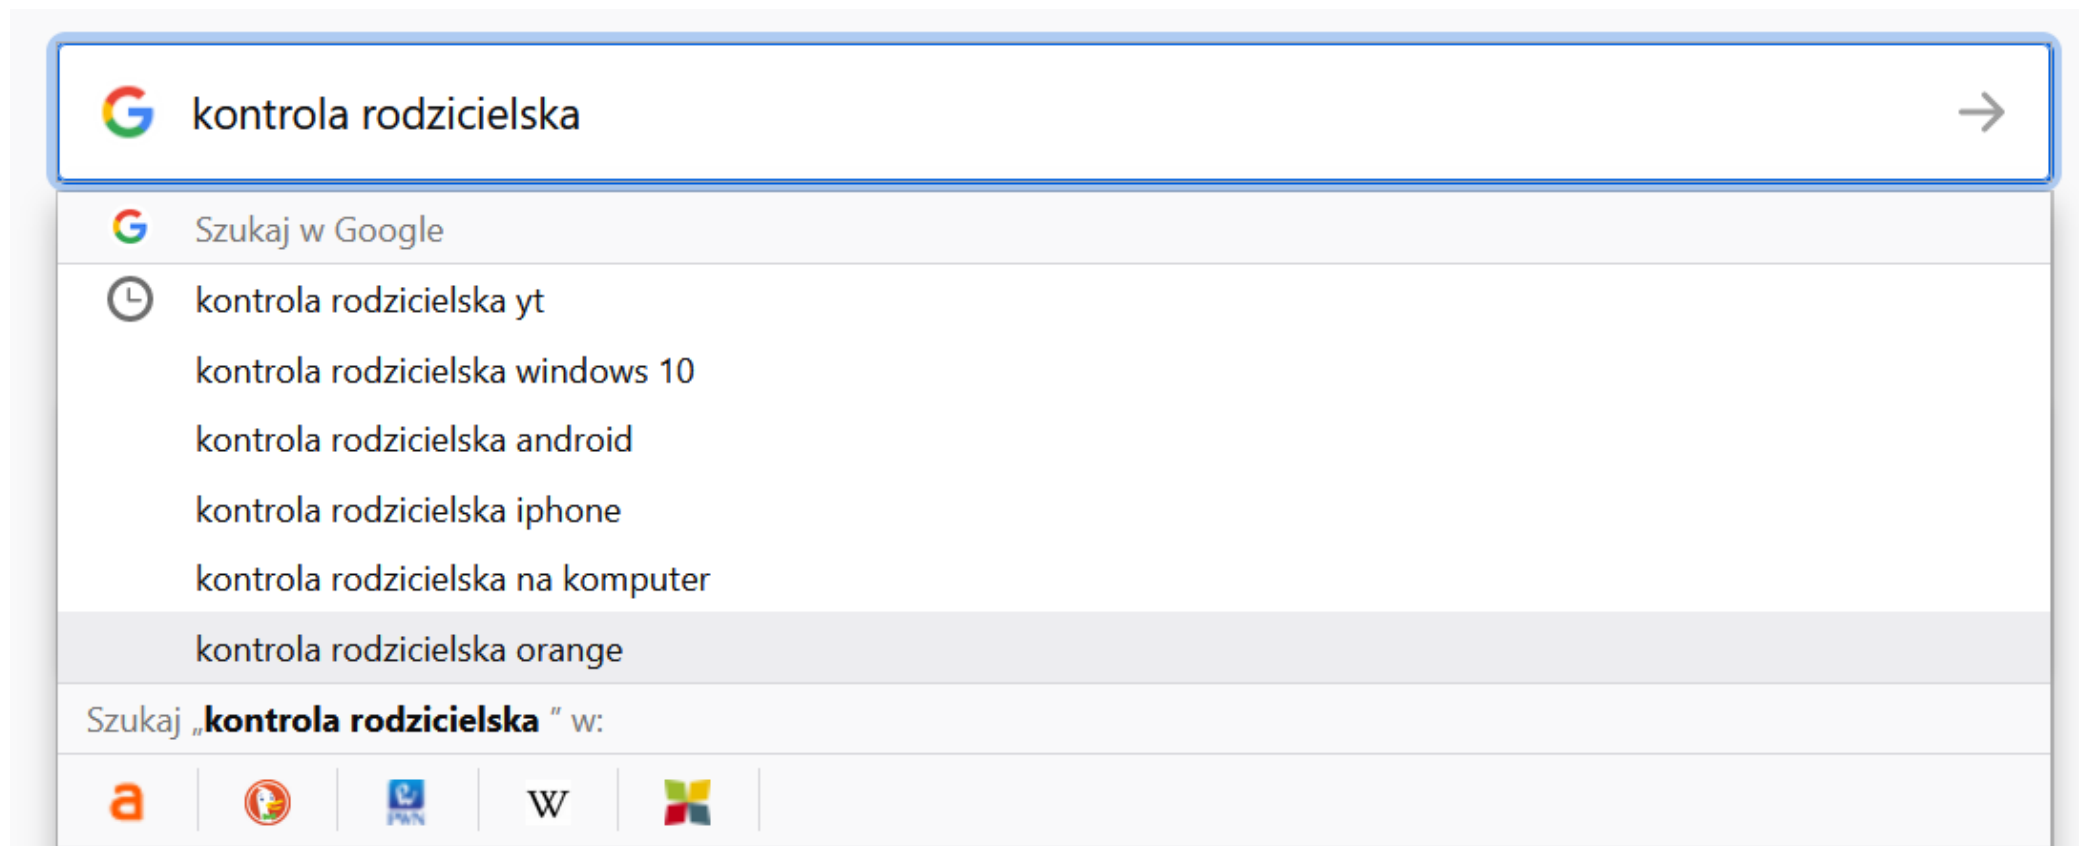 kontrola rodzicielska
Szukaj w Google
kontrola rodzicielska yt
kontrola rodzicielska windows 10
kontrola rodzicielska android
kontrola rodzicielska iphone
kontrola rodzicielska na komputer
kontrola rodzicielska orange
Szukaj „kontrola rodzicielska ” w:
a PWN W